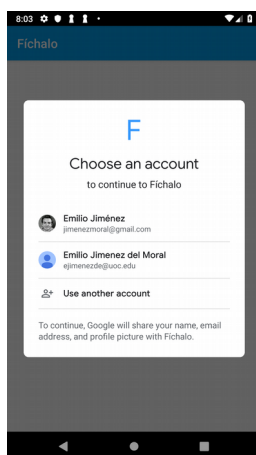 8:03
Fíchalo
F
Choose an account
to continue to Fíchalo
Emilio Jiménez
jimenezmoral@gmail.com
Emilio Jimenez del Moral
ejimenezde@uoc.edu
Use another account
To continue, Google will share your name, email
address, and profile picture with Fíchalo.